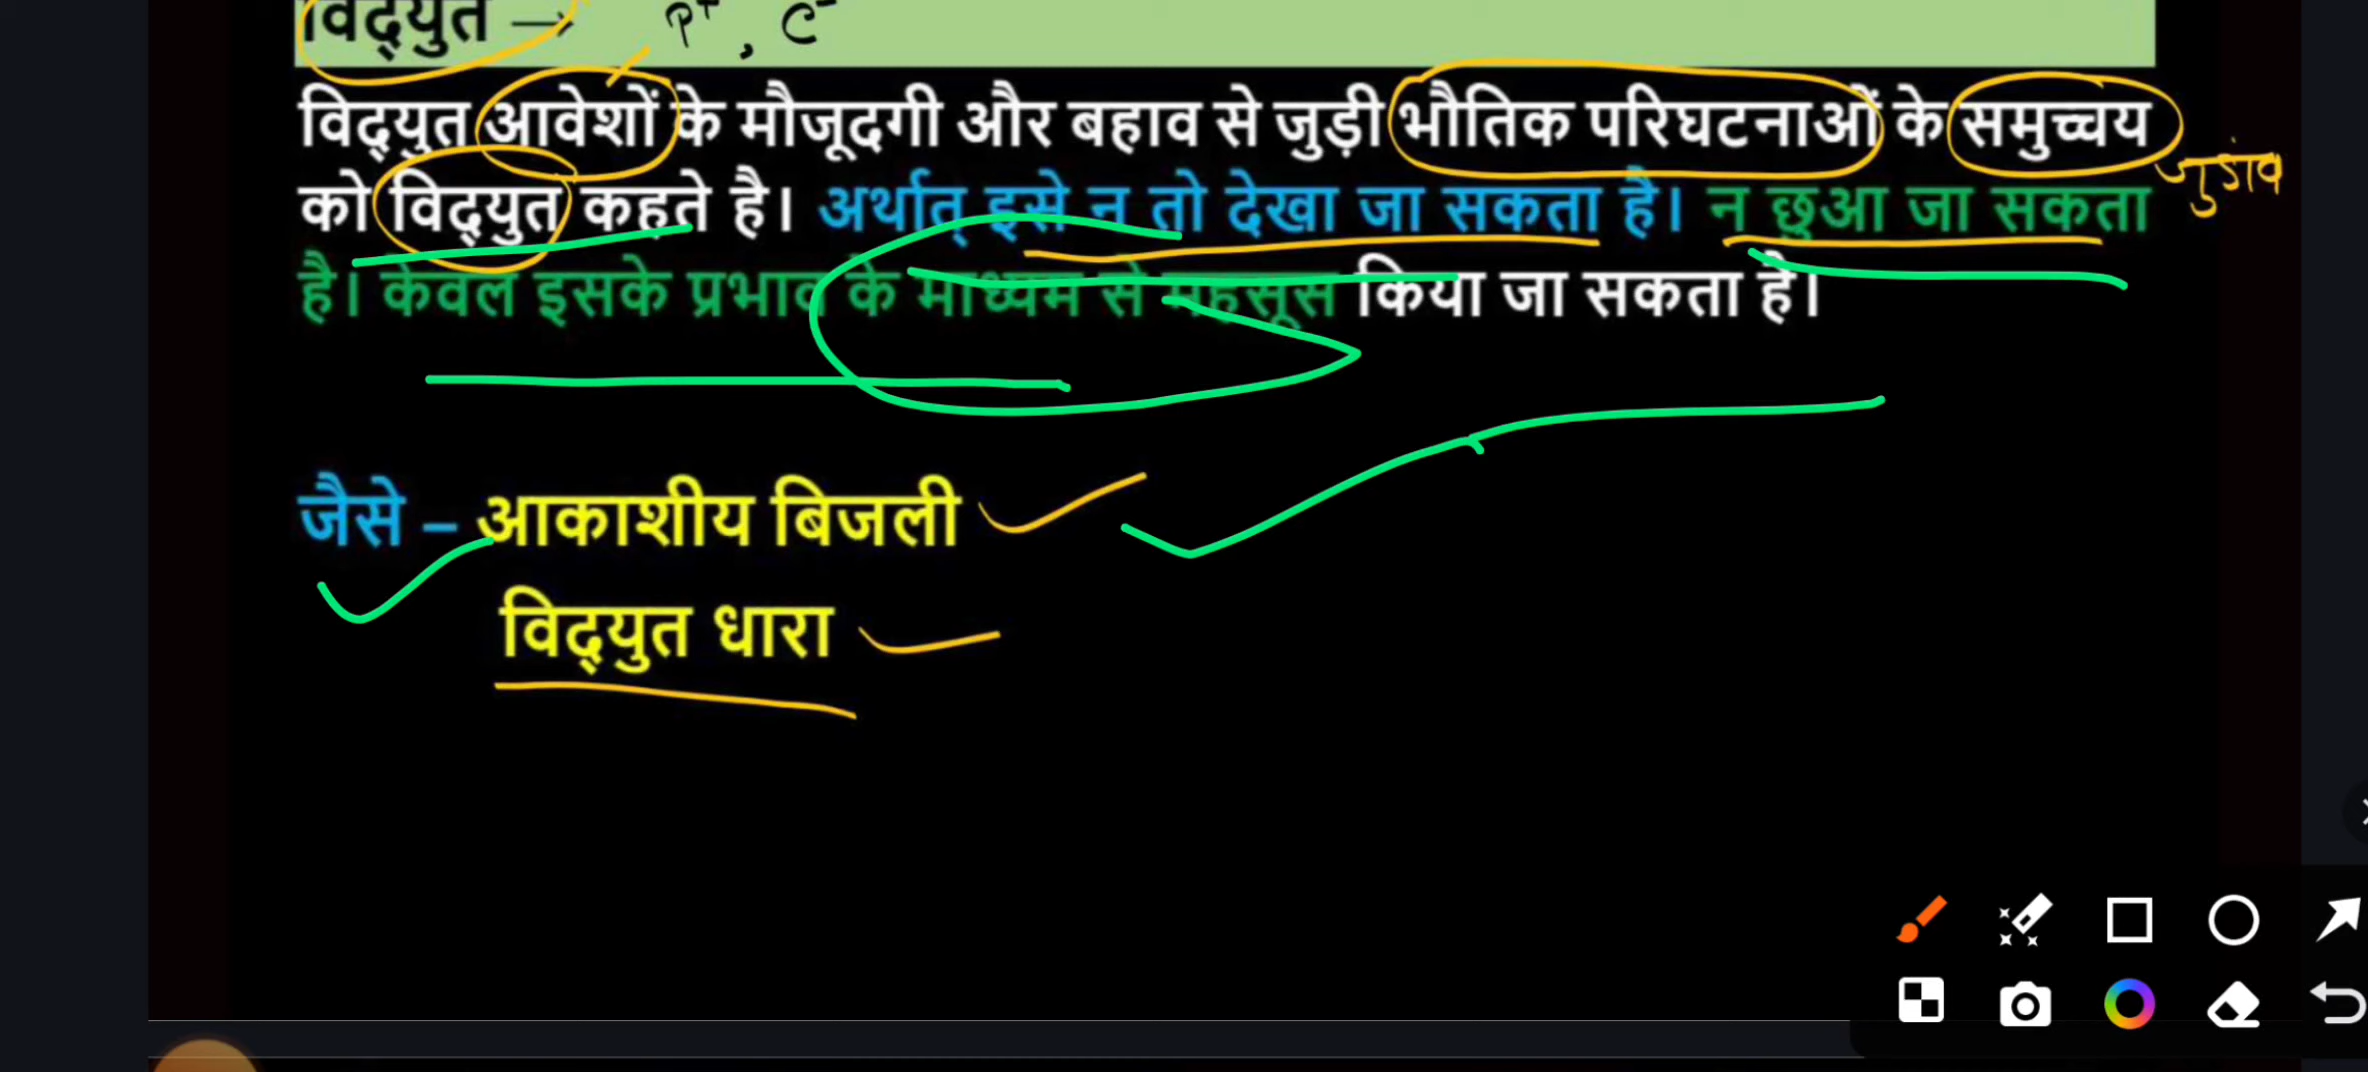 विद्युत → P⁺ , e⁻
विद्युत आवेशों के मौजूदगी और बहाव से जुड़ी भौतिक परिघटनाओं के समुच्चय
जुडाव
को विद्युत कहते है। अर्थात् इसे न तो देखा जा सकता है। न छुआ जा सकता
है। केवल इसके प्रभाव के माध्यम से महसूस किया जा सकता है।
जैसे – आकाशीय बिजली
विद्युत धारा